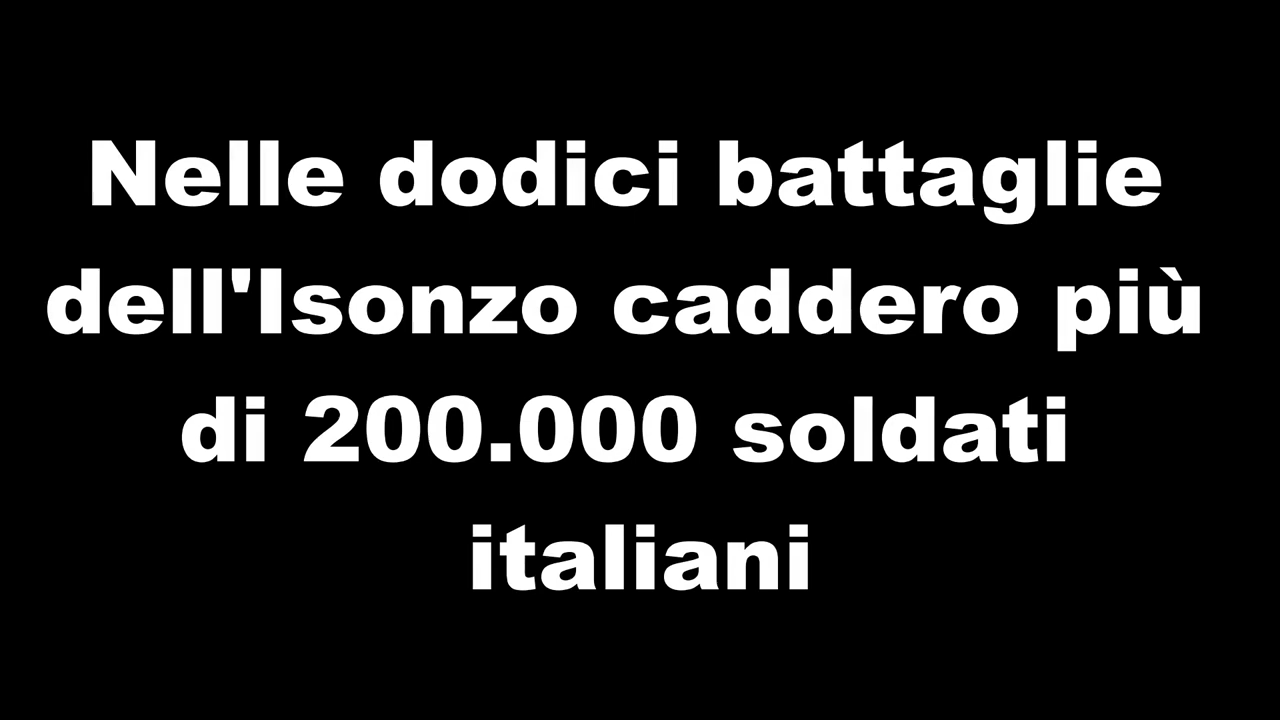 Nelle dodici battaglie
dell'Isonzo caddero più
di 200.000 soldati
italiani